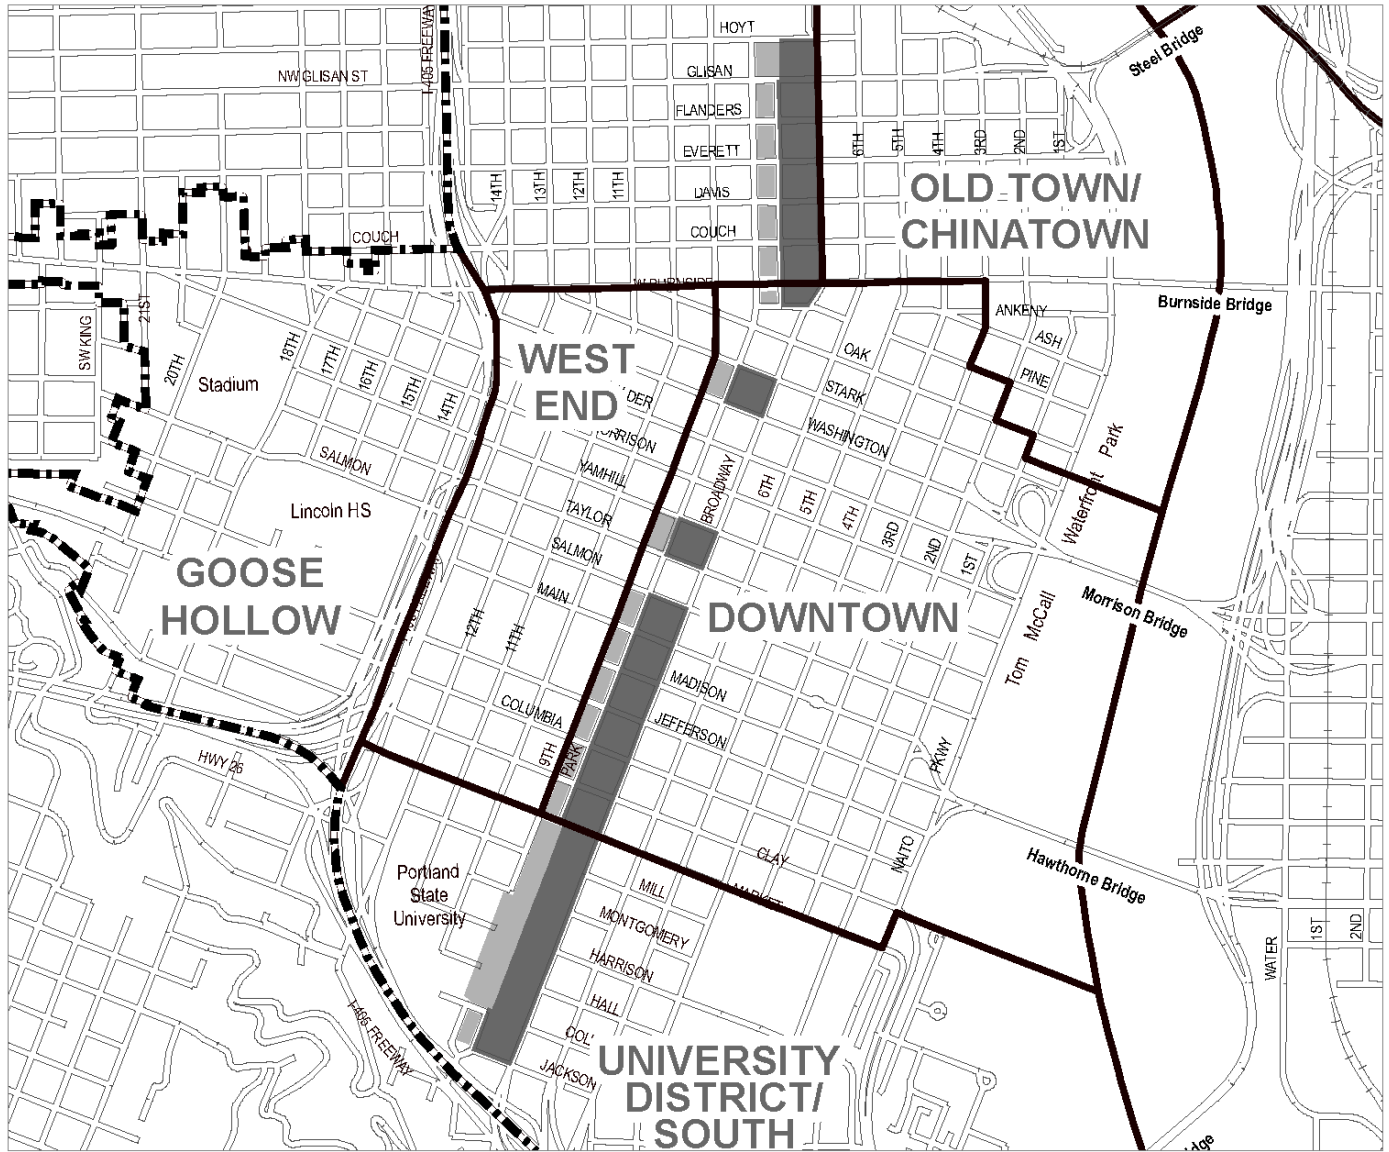 HOYT
I-405 FREEWAY
NW GLISAN ST
GLISAN
FLANDERS
EVERETT
DAVIS
COUCH
W BURNSIDE
14TH
13TH
12TH
11TH
6TH
5TH
4TH
3RD
2ND
1ST
Steel Bridge
OLD TOWN/
CHINATOWN
COUCH
21ST
SW KING
20TH
Stadium
18TH
17TH
16TH
15TH
14TH
SALMON
Lincoln HS
GOOSE
HOLLOW
WEST
END
YAMHILL
TAYLOR
SALMON
MAIN
12TH
11TH
COLUMBIA
9TH
PARK
BROADWAY
6TH
5TH
4TH
3RD
2ND
1ST
OAK
STARK
WASHINGTON
ANKENY
ASH
PINE
Burnside Bridge
Tom McCall Waterfront Park
Morrison Bridge
DOWNTOWN
MADISON
JEFFERSON
NAITO PKWY
Hawthorne Bridge
CLAY
MARKET
HWY 26
Portland
State
University
MILL
MONTGOMERY
HARRISON
HALL
JACKSON
I-405 FREEWAY
UNIVERSITY
DISTRICT/
SOUTH
WATER
1ST
2ND